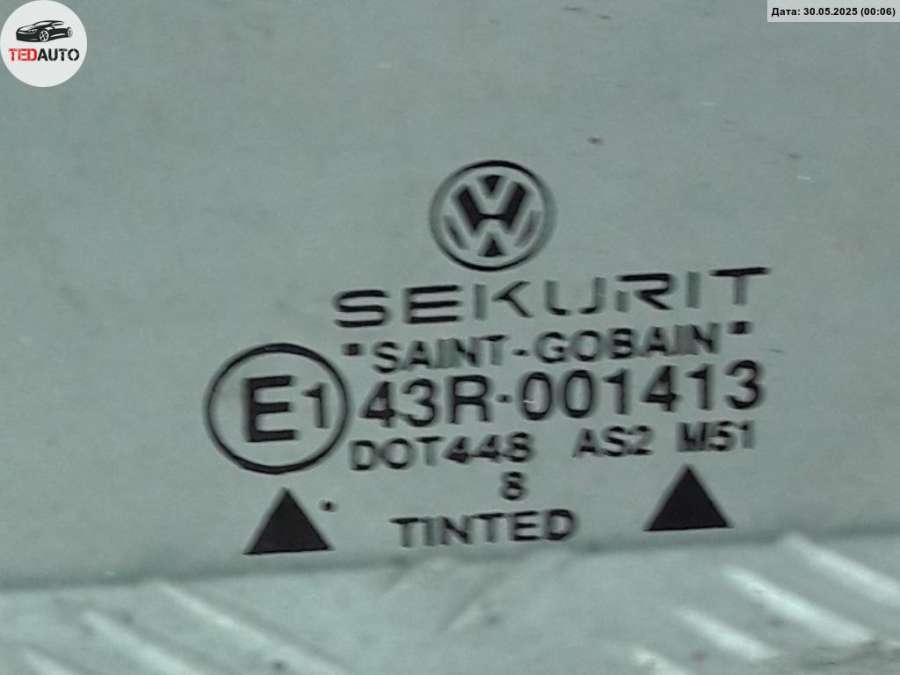 Дата: 30.05.2025 (00:06)
TEDAUTO
SEKURIT
"SAINT-GOBAIN"
E1 43R-001413
DOT448 AS2 M51
8
TINTED